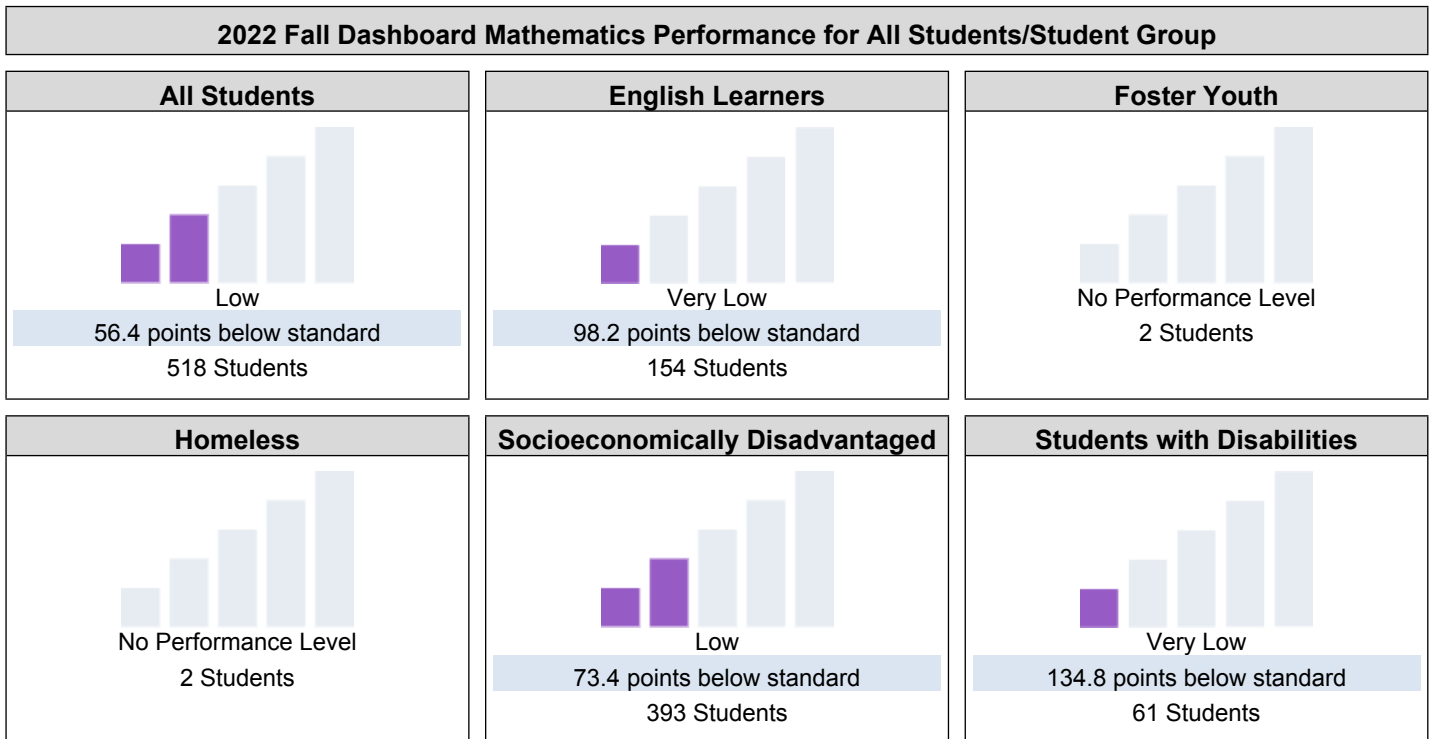 2022 Fall Dashboard Mathematics Performance for All Students/Student Group
All Students
Low
56.4 points below standard
518 Students
English Learners
Very Low
98.2 points below standard
154 Students
Foster Youth
No Performance Level
2 Students
Homeless
No Performance Level
2 Students
Socioeconomically Disadvantaged
Low
73.4 points below standard
393 Students
Students with Disabilities
Very Low
134.8 points below standard
61 Students